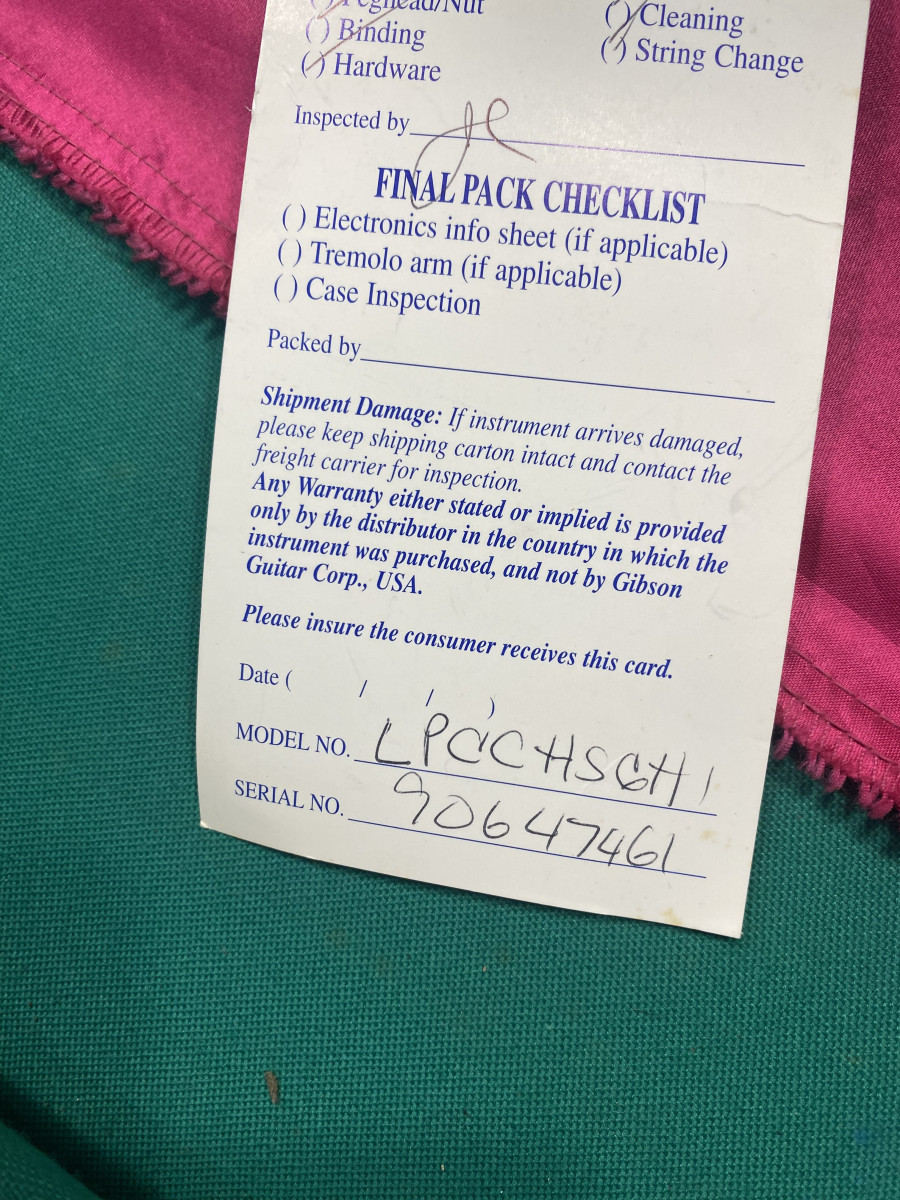 ( ) Peghead/Nut
( ) Cleaning
( ) Binding
( ) String Change
( ) Hardware
Inspected by
FINAL PACK CHECKLIST
( ) Electronics info sheet (if applicable)
( ) Tremolo arm (if applicable)
( ) Case Inspection
Packed by
Shipment Damage: If instrument arrives damaged,
please keep shipping carton intact and contact the
freight carrier for inspection.
Any Warranty either stated or implied is provided
only by the distributor in the country in which the
instrument was purchased, and not by Gibson
Guitar Corp., USA.
Please insure the consumer receives this card.
Date ( / / )
MODEL NO. LPCCHSGH1
SERIAL NO. 90647461